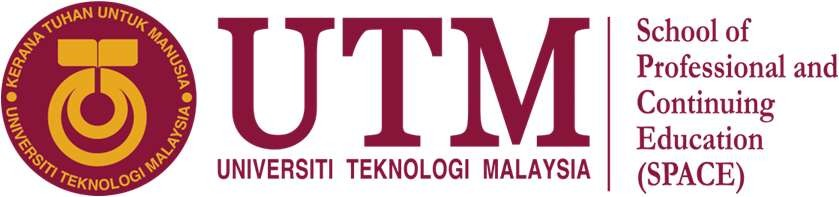 • KERANA TUHAN UNTUK MANUSIA •
UNIVERSITI TEKNOLOGI MALAYSIA
UTM
UNIVERSITI TEKNOLOGI MALAYSIA
School of
Professional and
Continuing
Education
(SPACE)